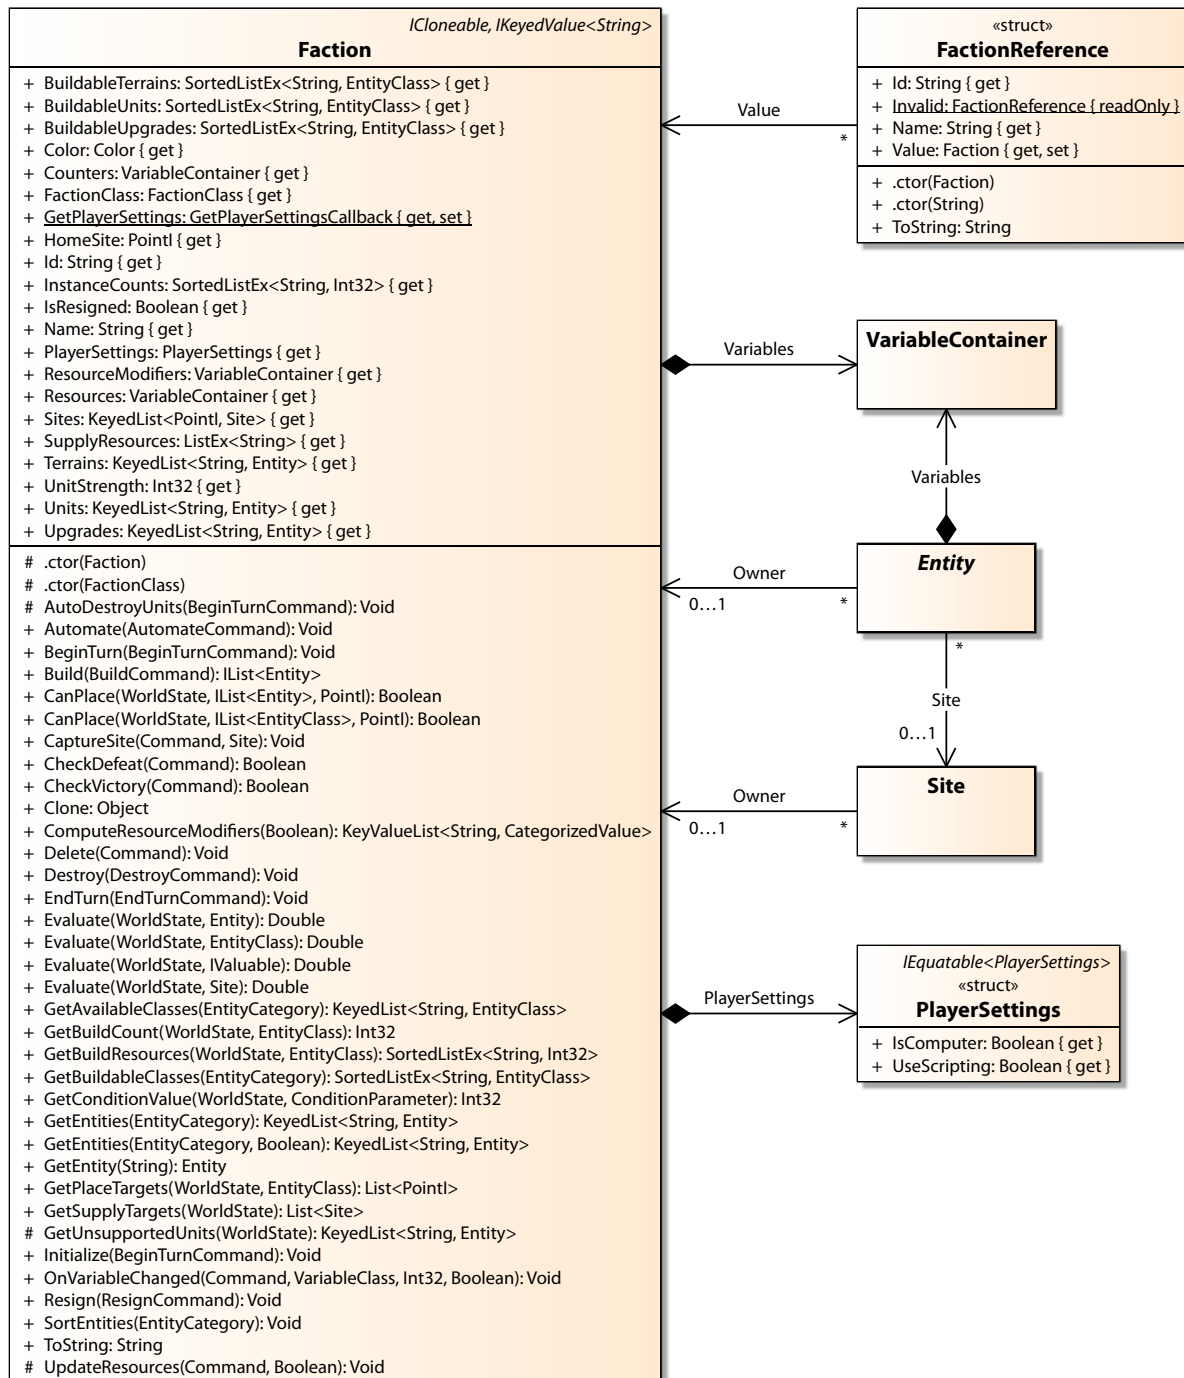 ICloneable, IKeyedValue<String>
Faction
+ BuildableTerrains: SortedListEx<String, EntityClass> { get }
+ BuildableUnits: SortedListEx<String, EntityClass> { get }
+ BuildableUpgrades: SortedListEx<String, EntityClass> { get }
+ Color: Color { get }
+ Counters: VariableContainer { get }
+ FactionClass: FactionClass { get }
+ GetPlayerSettings: GetPlayerSettingsCallback { get, set }
+ HomeSite: PointI { get }
+ Id: String { get }
+ InstanceCounts: SortedListEx<String, Int32> { get }
+ IsResigned: Boolean { get }
+ Name: String { get }
+ PlayerSettings: PlayerSettings { get }
+ ResourceModifiers: VariableContainer { get }
+ Resources: VariableContainer { get }
+ Sites: KeyedList<PointI, Site> { get }
+ SupplyResources: ListEx<String> { get }
+ Terrains: KeyedList<String, Entity> { get }
+ UnitStrength: Int32 { get }
+ Units: KeyedList<String, Entity> { get }
+ Upgrades: KeyedList<String, Entity> { get }
# .ctor(Faction)
# .ctor(FactionClass)
# AutoDestroyUnits(BeginTurnCommand): Void
+ Automate(AutomateCommand): Void
+ BeginTurn(BeginTurnCommand): Void
+ Build(BuildCommand): IList<Entity>
+ CanPlace(WorldState, IList<Entity>, PointI): Boolean
+ CanPlace(WorldState, IList<EntityClass>, PointI): Boolean
+ CaptureSite(Command, Site): Void
+ CheckDefeat(Command): Boolean
+ CheckVictory(Command): Boolean
+ Clone: Object
+ ComputeResourceModifiers(Boolean): KeyValueList<String, CategorizedValue>
+ Delete(Command): Void
+ Destroy(DestroyCommand): Void
+ EndTurn(EndTurnCommand): Void
+ Evaluate(WorldState, Entity): Double
+ Evaluate(WorldState, EntityClass): Double
+ Evaluate(WorldState, IValuable): Double
+ Evaluate(WorldState, Site): Double
+ GetAvailableClasses(EntityCategory): KeyedList<String, EntityClass>
+ GetBuildCount(WorldState, EntityClass): Int32
+ GetBuildResources(WorldState, EntityClass): SortedListEx<String, Int32>
+ GetBuildableClasses(EntityCategory): SortedListEx<String, EntityClass>
+ GetConditionValue(WorldState, ConditionParameter): Int32
+ GetEntities(EntityCategory): KeyedList<String, Entity>
+ GetEntities(EntityCategory, Boolean): KeyedList<String, Entity>
+ GetEntity(String): Entity
+ GetPlaceTargets(WorldState, EntityClass): List<PointI>
+ GetSupplyTargets(WorldState): List<Site>
# GetUnsupportedUnits(WorldState): KeyedList<String, Entity>
+ Initialize(BeginTurnCommand): Void
+ OnVariableChanged(Command, VariableClass, Int32, Boolean): Void
+ Resign(ResignCommand): Void
+ SortEntities(EntityCategory): Void
+ ToString: String
# UpdateResources(Command, Boolean): Void
Value
*
«struct»
FactionReference
+ Id: String { get }
+ Invalid: FactionReference { readOnly }
+ Name: String { get }
+ Value: Faction { get, set }
+ .ctor(Faction)
+ .ctor(String)
+ ToString: String
Variables
VariableContainer
Variables
Owner
0…1
*
Entity
*
Site
0…1
Owner
0…1
*
Site
PlayerSettings
IEquatable<PlayerSettings>
«struct»
PlayerSettings
+ IsComputer: Boolean { get }
+ UseScripting: Boolean { get }